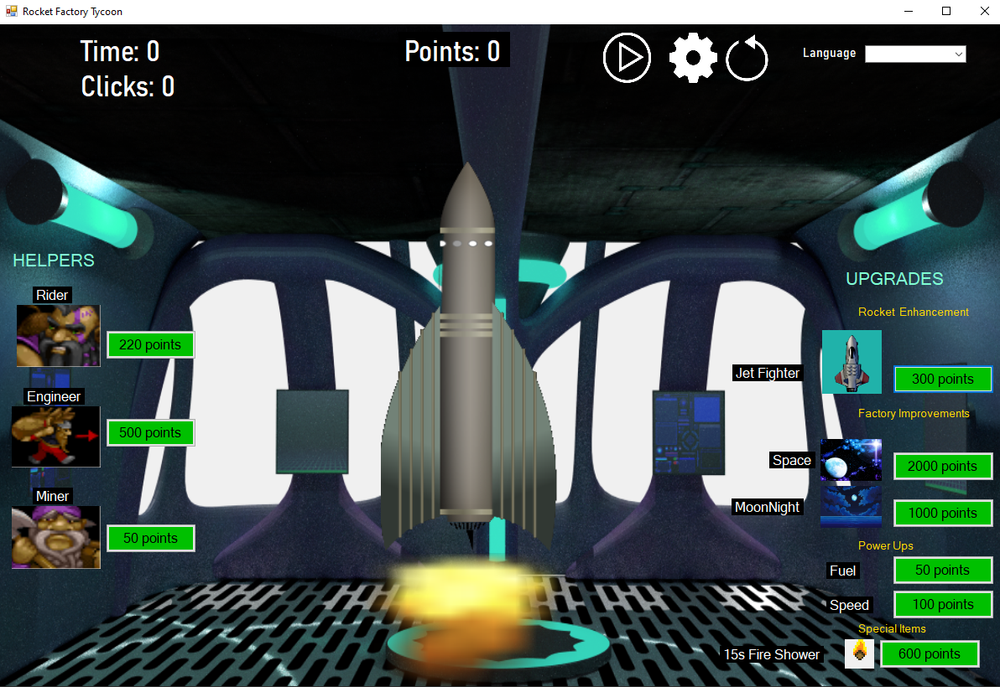 Rocket Factory Tycoon
Time: 0
Clicks: 0
Points: 0
Language
HELPERS
Rider
220 points
Engineer
500 points
Miner
50 points
UPGRADES
Rocket Enhancement
Jet Fighter
300 points
Factory Improvements
Space
2000 points
MoonNight
1000 points
Power Ups
Fuel
50 points
Speed
100 points
Special Items
15s Fire Shower
600 points